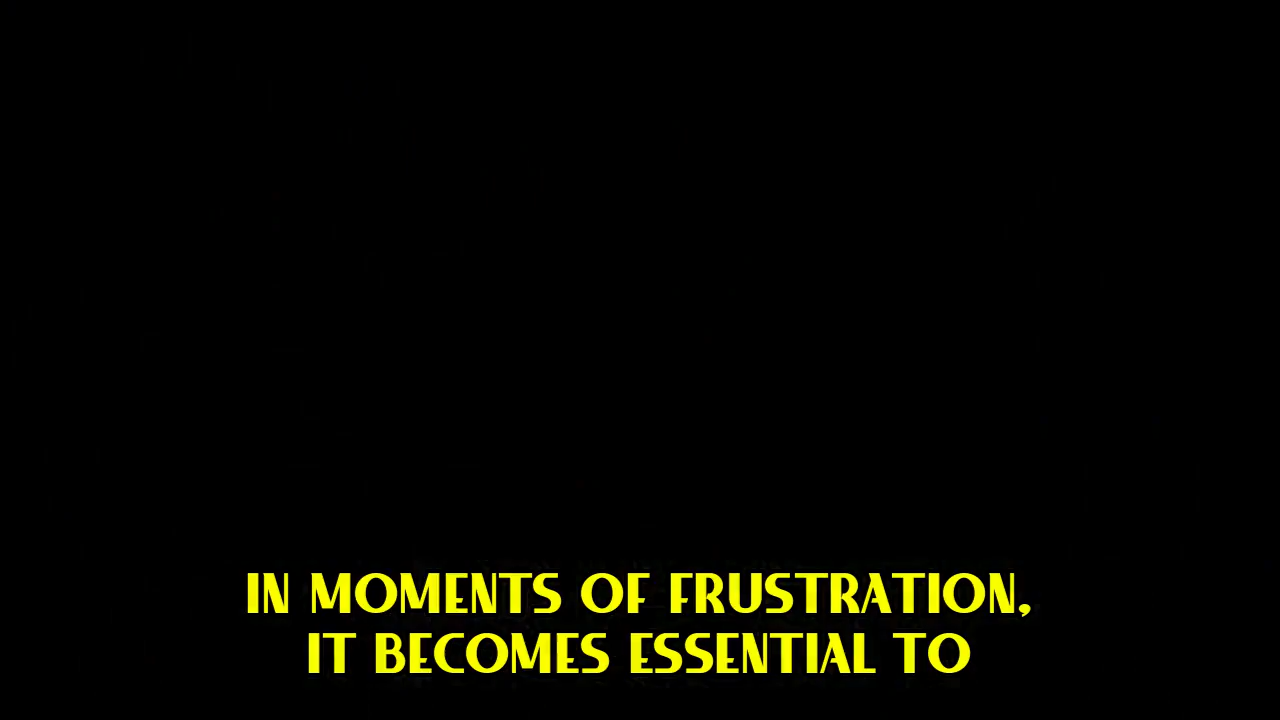 IN MOMENTS OF FRUSTRATION,
IT BECOMES ESSENTIAL TO